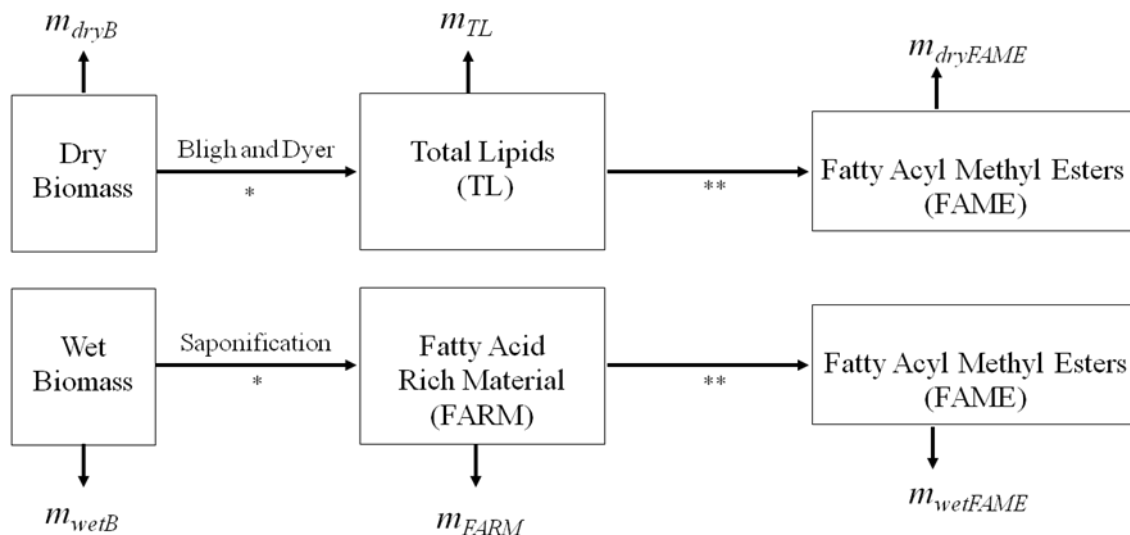 m_dryB
m_TL
m_dryFAME
Dry
Biomass
Bligh and Dyer
*
Total Lipids
(TL)
**
Fatty Acyl Methyl Esters
(FAME)
Wet
Biomass
Saponification
*
Fatty Acid
Rich Material
(FARM)
**
Fatty Acyl Methyl Esters
(FAME)
m_wetB
m_FARM
m_wetFAME